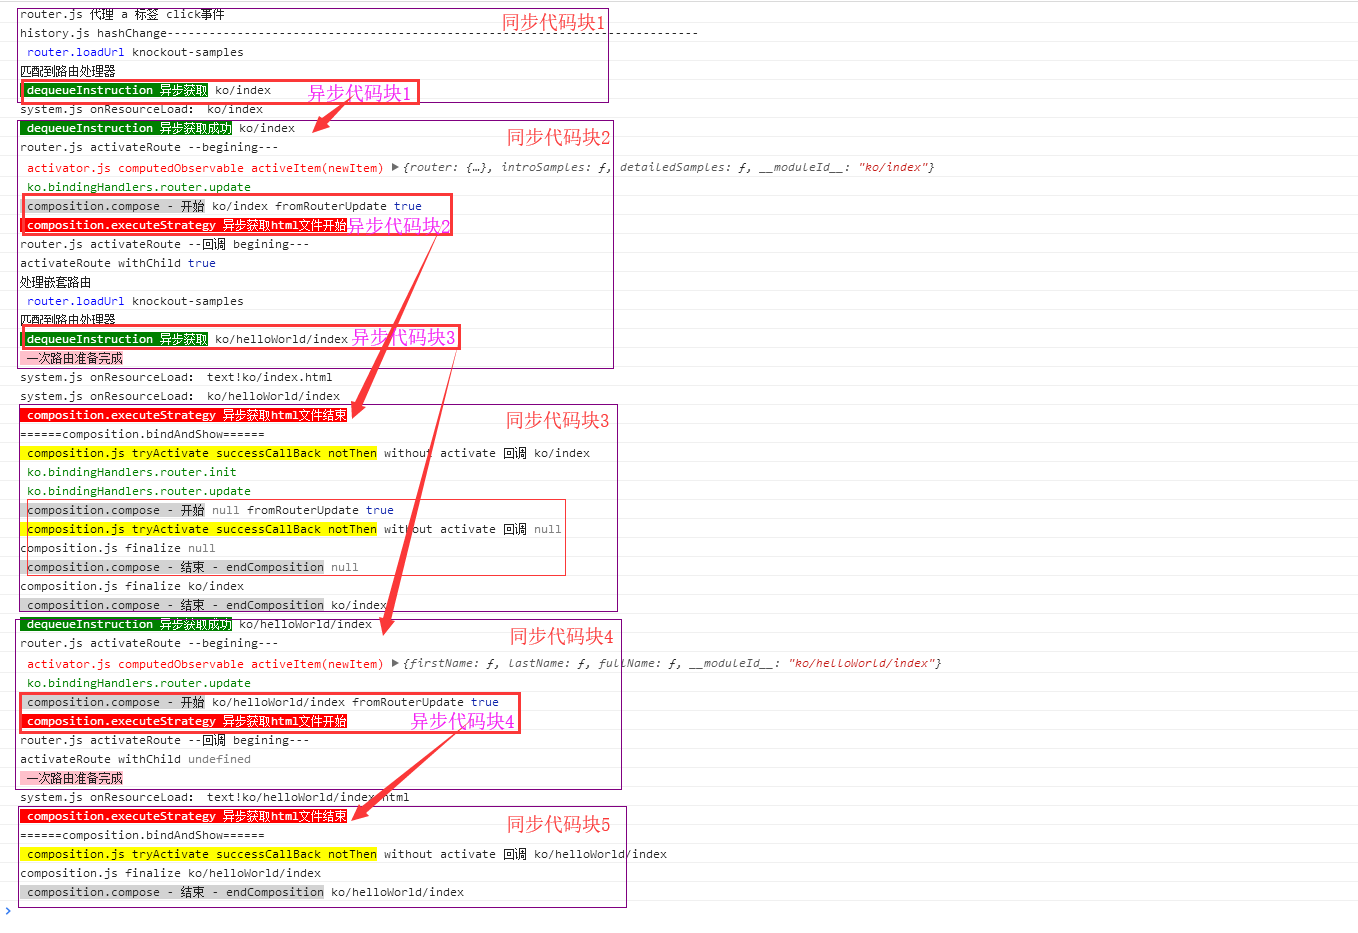 router.js 代理 a 标签 click事件
同步代码块1
history.js hashChange----------------------------------------------------------------------------
router.loadUrl knockout-samples
匹配到路由处理器
dequeueInstruction 异步获取 ko/index
异步代码块1
system.js onResourceLoad: ko/index
dequeueInstruction 异步获取成功 ko/index
同步代码块2
router.js activateRoute --begining---
activator.js computedObservable activeItem(newItem) ▶{router: {…}, introSamples: ƒ, detailedSamples: ƒ, __moduleId__: "ko/index"}
ko.bindingHandlers.router.update
composition.compose - 开始 ko/index fromRouterUpdate true
composition.executeStrategy 异步获取html文件开始
异步代码块2
router.js activateRoute --回调 begining---
activateRoute withChild true
处理嵌套路由
router.loadUrl knockout-samples
匹配到路由处理器
dequeueInstruction 异步获取 ko/helloWorld/index
异步代码块3
一次路由准备完成
system.js onResourceLoad: text!ko/index.html
system.js onResourceLoad: ko/helloWorld/index
composition.executeStrategy 异步获取html文件结束
同步代码块3
======composition.bindAndShow======
composition.js tryActivate successCallBack notThen without activate 回调 ko/index
ko.bindingHandlers.router.init
ko.bindingHandlers.router.update
composition.compose - 开始 null fromRouterUpdate true
composition.js tryActivate successCallBack notThen without activate 回调 null
composition.js finalize null
composition.compose - 结束 - endComposition null
composition.js finalize ko/index
composition.compose - 结束 - endComposition ko/index
dequeueInstruction 异步获取成功 ko/helloWorld/index
同步代码块4
router.js activateRoute --begining---
activator.js computedObservable activeItem(newItem) ▶{firstName: ƒ, lastName: ƒ, fullName: ƒ, __moduleId__: "ko/helloWorld/index"}
ko.bindingHandlers.router.update
composition.compose - 开始 ko/helloWorld/index fromRouterUpdate true
composition.executeStrategy 异步获取html文件开始
异步代码块4
router.js activateRoute --回调 begining---
activateRoute withChild undefined
一次路由准备完成
system.js onResourceLoad: text!ko/helloWorld/index.html
composition.executeStrategy 异步获取html文件结束
同步代码块5
======composition.bindAndShow======
composition.js tryActivate successCallBack notThen without activate 回调 ko/helloWorld/index
composition.js finalize ko/helloWorld/index
composition.compose - 结束 - endComposition ko/helloWorld/index